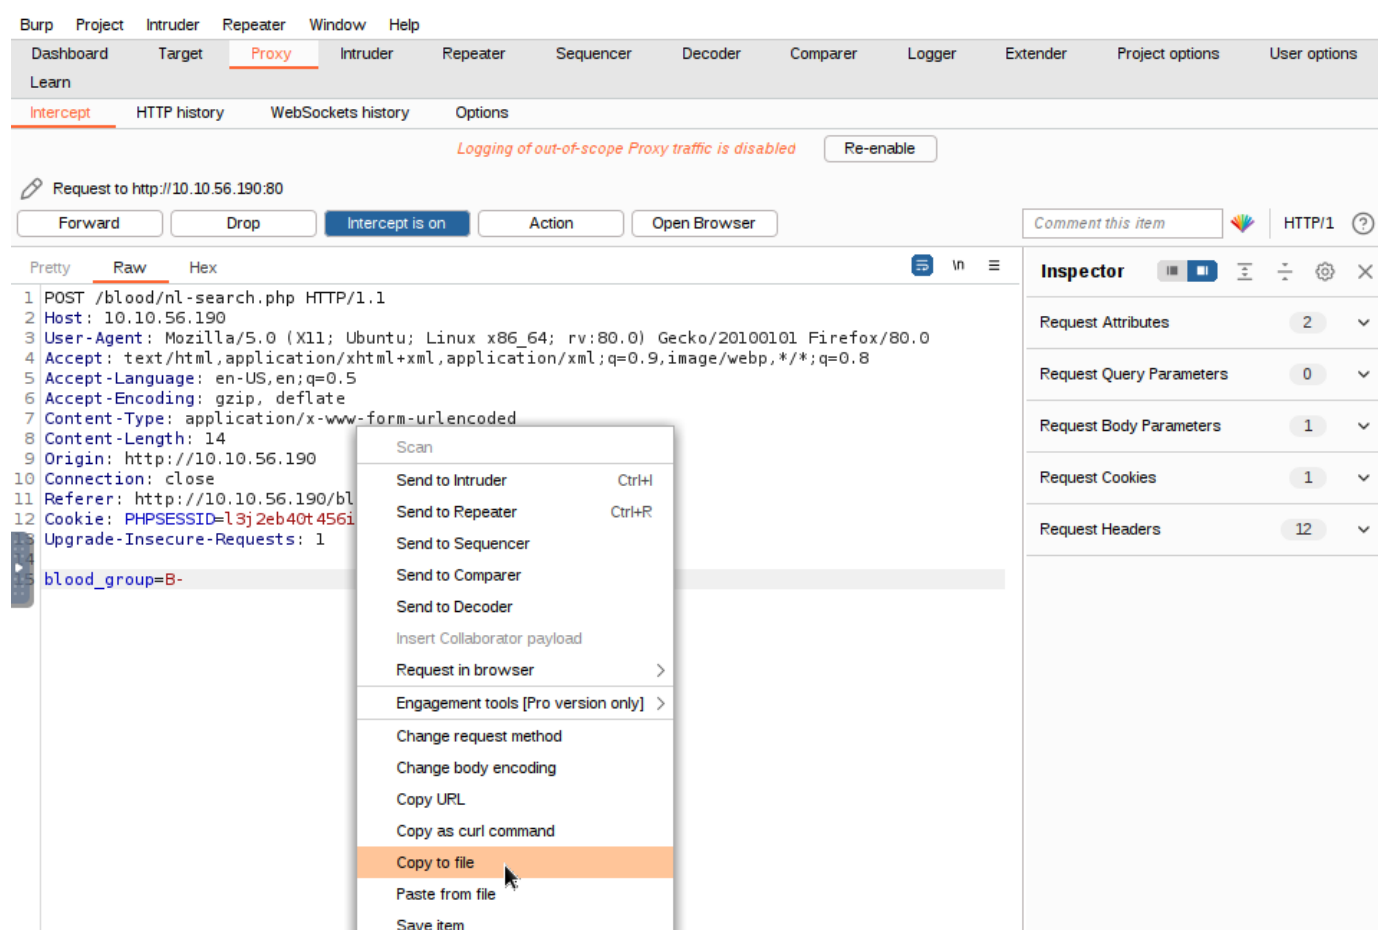 Burp Project Intruder Repeater Window Help
Dashboard Target Proxy Intruder Repeater Sequencer Decoder Comparer Logger Extender Project options User options
Learn
Intercept HTTP history WebSockets history Options
Logging of out-of-scope Proxy traffic is disabled Re-enable
Request to http://10.10.56.190:80
Forward Drop Intercept is on Action Open Browser Comment this item HTTP/1 ?
Pretty Raw Hex \n Inspector
1 POST /blood/nl-search.php HTTP/1.1
2 Host: 10.10.56.190
3 User-Agent: Mozilla/5.0 (X11; Ubuntu; Linux x86_64; rv:80.0) Gecko/20100101 Firefox/80.0
4 Accept: text/html,application/xhtml+xml,application/xml;q=0.9,image/webp,*/*;q=0.8
5 Accept-Language: en-US,en;q=0.5
6 Accept-Encoding: gzip, deflate
7 Content-Type: application/x-www-form-urlencoded
8 Content-Length: 14
9 Origin: http://10.10.56.190
10 Connection: close
11 Referer: http://10.10.56.190/bl
12 Cookie: PHPSESSID=l3j2eb40t456i
13 Upgrade-Insecure-Requests: 1
14
15 blood_group=B-
Scan
Send to Intruder Ctrl+I
Send to Repeater Ctrl+R
Send to Sequencer
Send to Comparer
Send to Decoder
Insert Collaborator payload
Request in browser
Engagement tools [Pro version only]
Change request method
Change body encoding
Copy URL
Copy as curl command
Copy to file
Paste from file
Save item
Request Attributes 2
Request Query Parameters 0
Request Body Parameters 1
Request Cookies 1
Request Headers 12